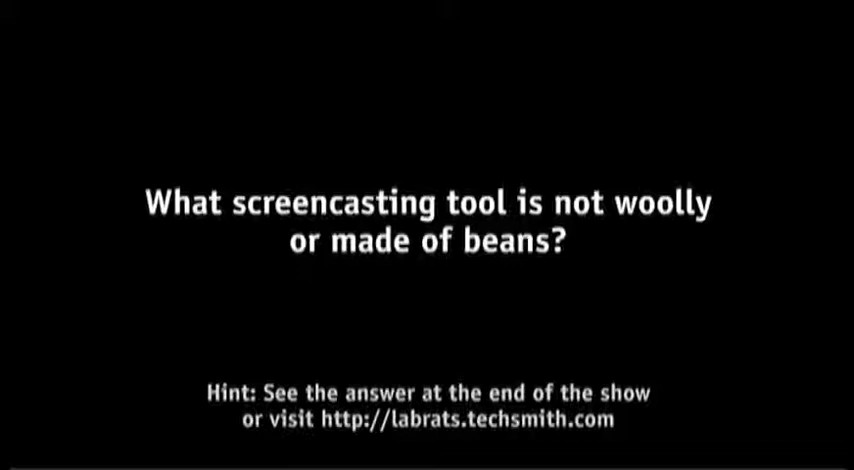 What screencasting tool is not woolly
or made of beans?
Hint: See the answer at the end of the show
or visit http://labrats.techsmith.com